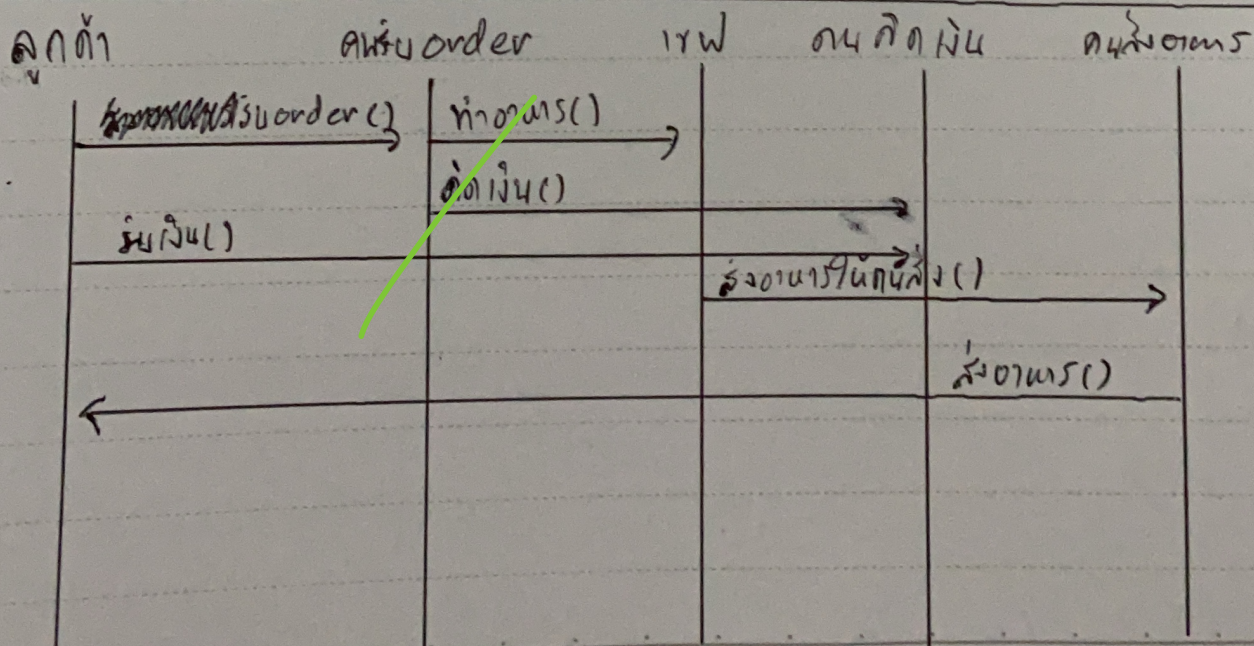 ลูกค้า คนรับorder เชฟ คนคิดเงิน คนส่งอาหาร
รับorder() ทำอาหาร()
คิดเงิน()
รับเงิน()
ส่งอาหารให้คนส่ง()
ส่งอาหาร()